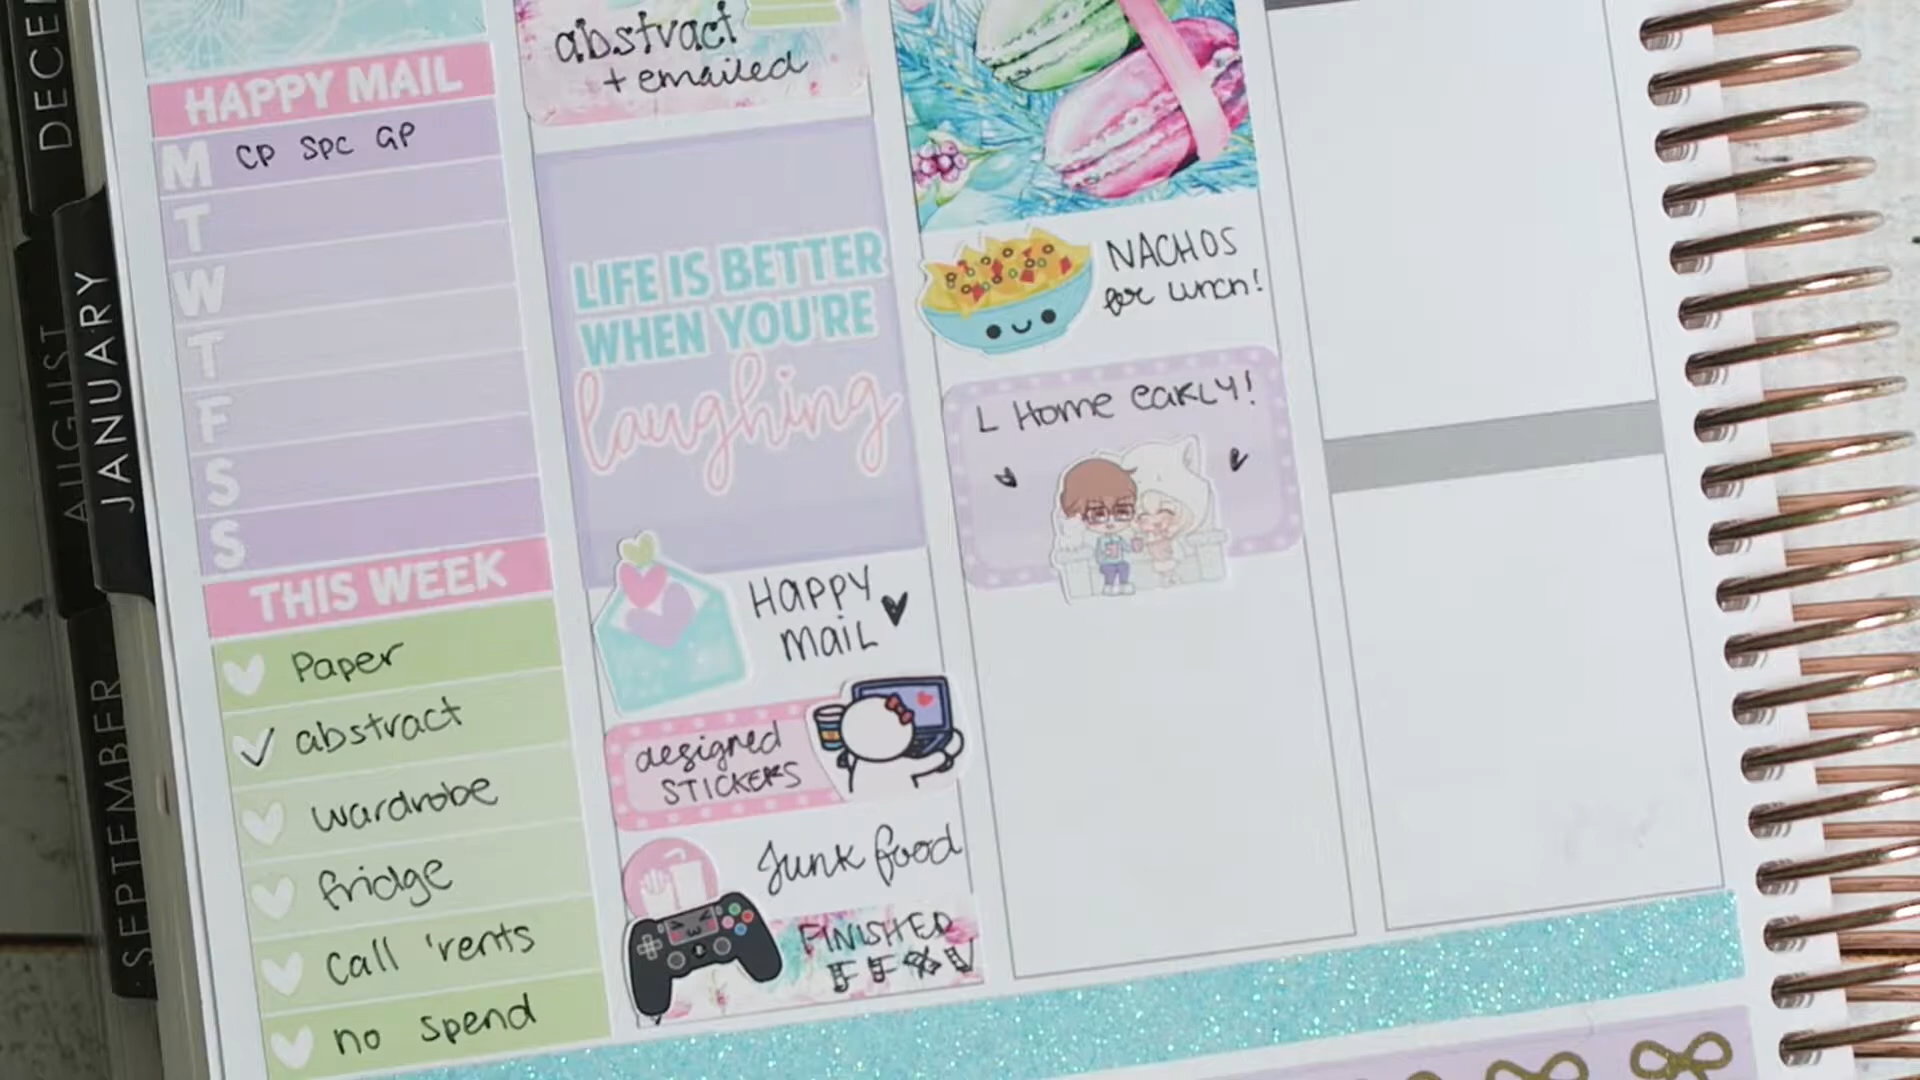 DECE
AUGUST
JANUARY
SEPTEMBER
HAPPY MAIL
M CP SPC GP
T
W
T
F
S
S
THIS WEEK
Paper
abstract
wardrobe
fridge
Call 'rents
no spend
abstract
+ emailed
LIFE IS BETTER
WHEN YOU'RE
laughing
HAPPY
MAIL
designed
STICKERS
Junk food
FINISHED
FFXV
NACHOS
for lunch!
L Home EARLY!